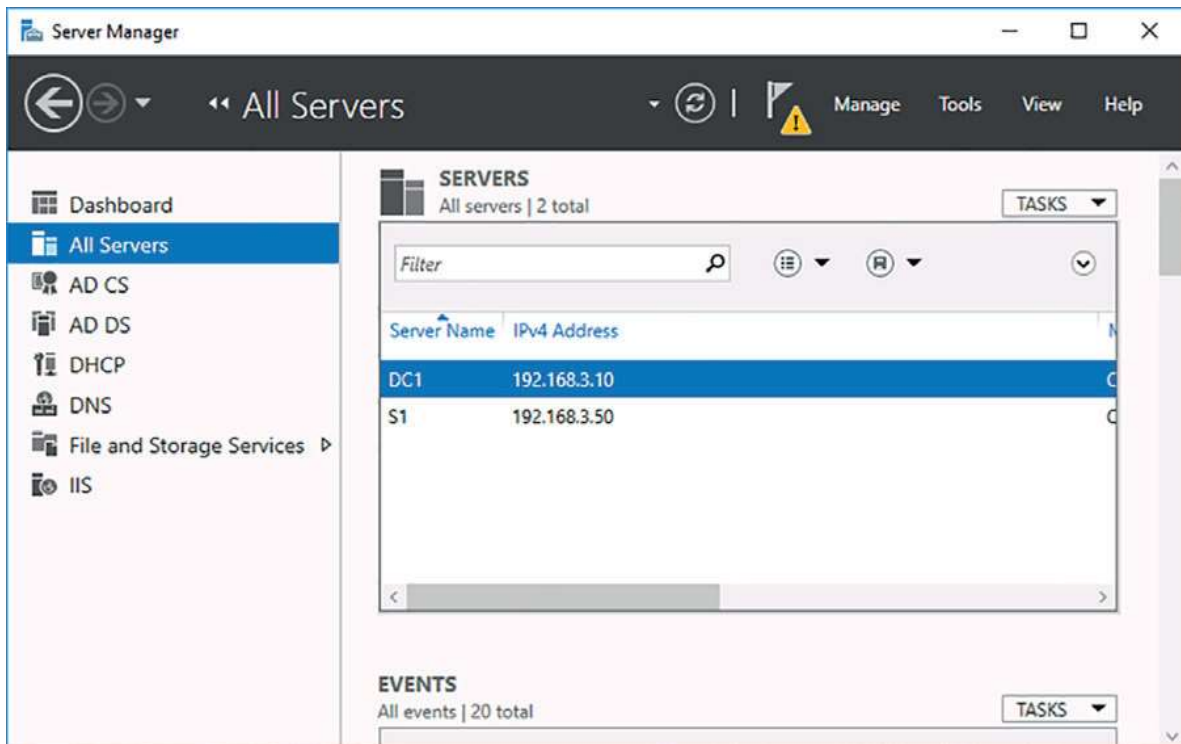 Server Manager
All Servers
Manage Tools View Help
Dashboard
All Servers
AD CS
AD DS
DHCP
DNS
File and Storage Services
IIS
SERVERS
All servers | 2 total
TASKS
Filter
Server Name IPv4 Address
DC1 192.168.3.10
S1 192.168.3.50
EVENTS
All events | 20 total
TASKS